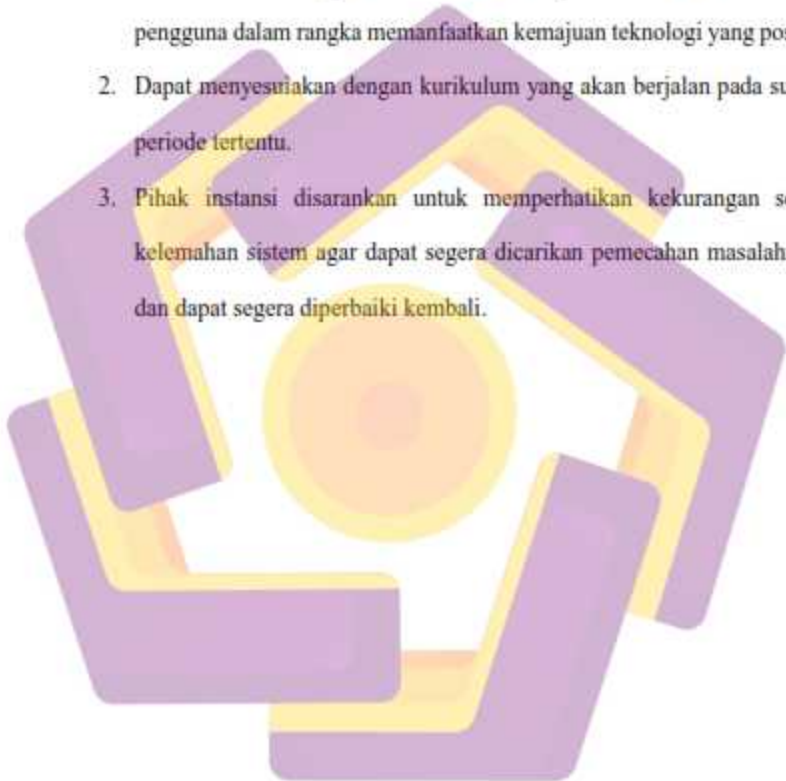 pengguna dalam rangka memanfaatkan kemajuan teknologi yang pos
2. Dapat menyesuiakan dengan kurikulum yang akan berjalan pada su
periode tertentu.
3. Pihak instansi disarankan untuk memperhatikan kekurangan se
kelemahan sistem agar dapat segera dicarikan pemecahan masalah
dan dapat segera diperbaiki kembali.